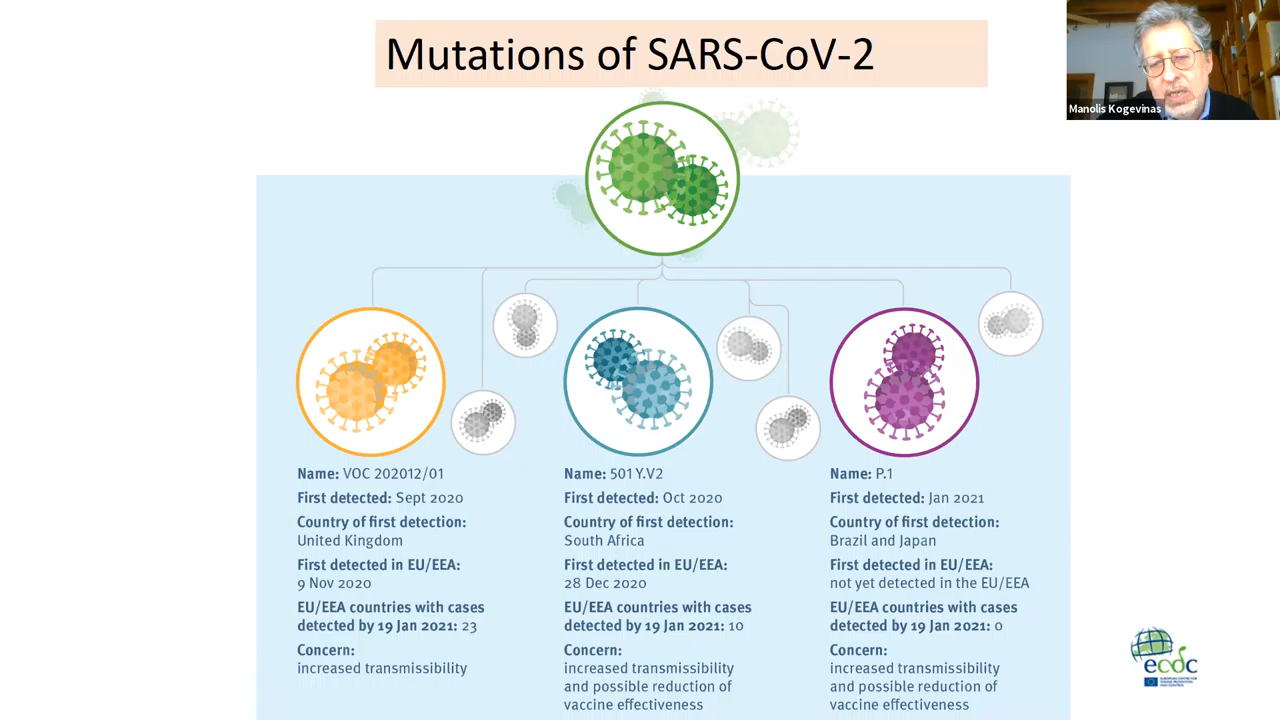 Mutations of SARS-CoV-2
Manolis Kogevinas
Name: VOC 202012/01
First detected: Sept 2020
Country of first detection:
United Kingdom
First detected in EU/EEA:
9 Nov 2020
EU/EEA countries with cases
detected by 19 Jan 2021: 23
Concern:
increased transmissibility
Name: 501 Y.V2
First detected: Oct 2020
Country of first detection:
South Africa
First detected in EU/EEA:
28 Dec 2020
EU/EEA countries with cases
detected by 19 Jan 2021: 10
Concern:
increased transmissibility
and possible reduction of
vaccine effectiveness
Name: P.1
First detected: Jan 2021
Country of first detection:
Brazil and Japan
First detected in EU/EEA:
not yet detected in the EU/EEA
EU/EEA countries with cases
detected by 19 Jan 2021: 0
Concern:
increased transmissibility
and possible reduction of
vaccine effectiveness
ecdc